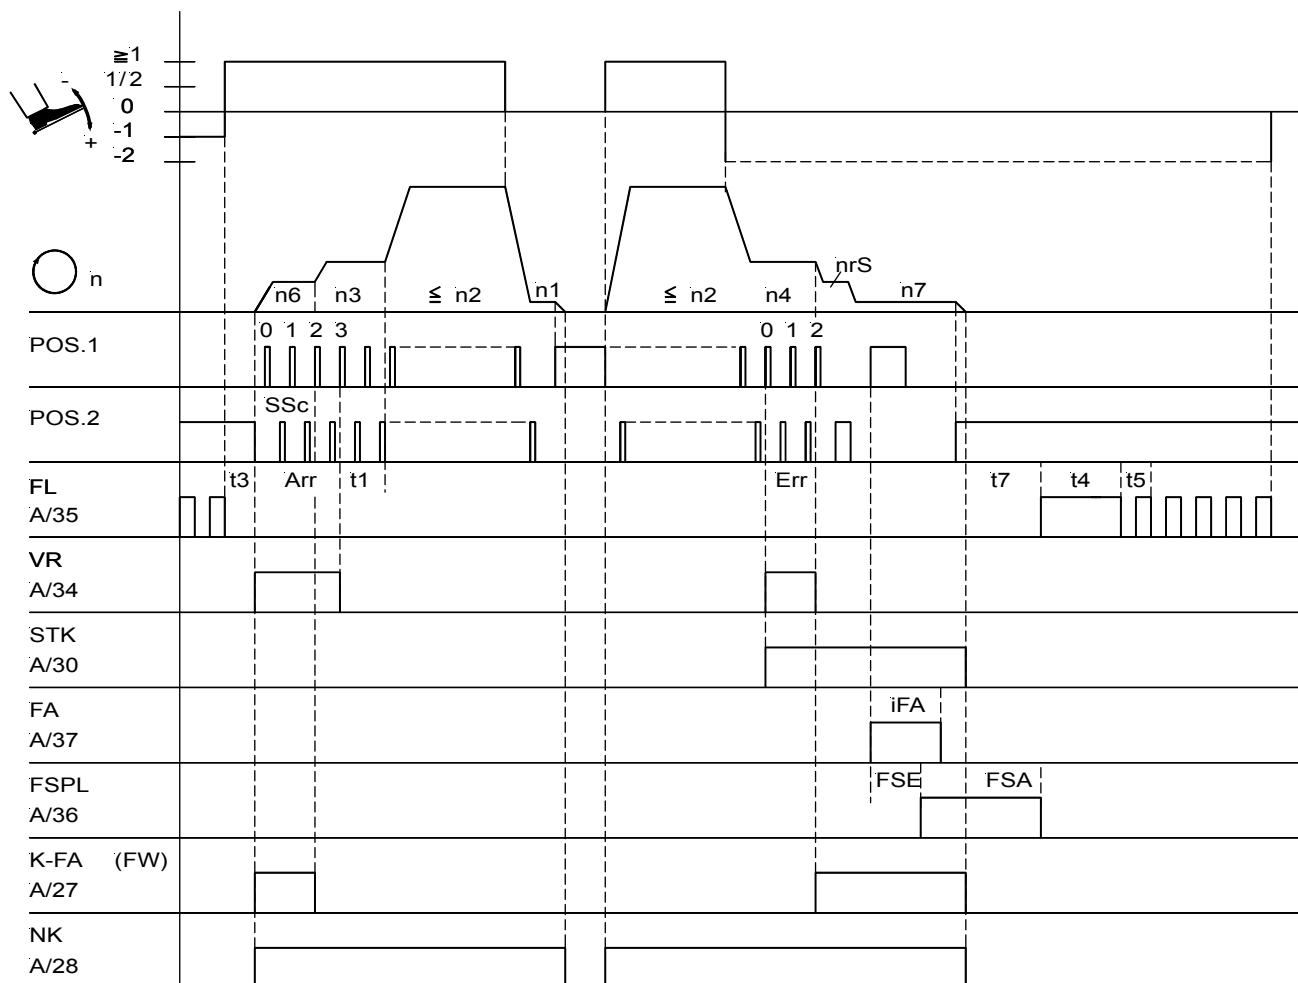 ≧1
1/2
0
-1
-2
-
+
n
n6 n3 ≦ n2 n1 ≦ n2 n4 nrS n7
POS.1
0 1 2 3 0 1 2
POS.2
SSc
FL
A/35
t3 Arr t1 Err t7 t4 t5
VR
A/34
STK
A/30
FA
A/37
iFA
FSPL
A/36
FSE FSA
K-FA (FW)
A/27
NK
A/28